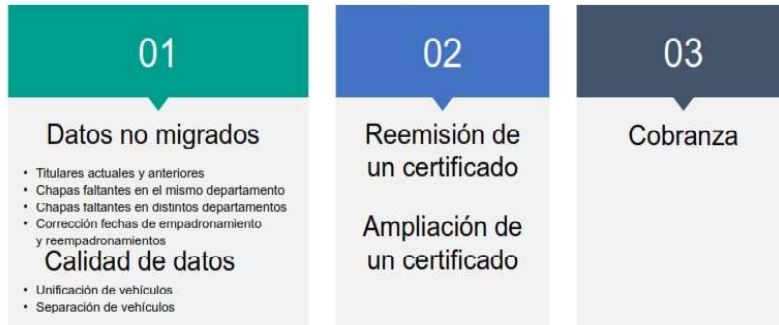 01
Datos no migrados
• Titulares actuales y anteriores
• Chapas faltantes en el mismo departamento
• Chapas faltantes en distintos departamentos
• Corrección fechas de empadronamiento
y reempadronamientos
Calidad de datos
• Unificación de vehículos
• Separación de vehículos
02
Reemisión de
un certificado
Ampliación de
un certificado
03
Cobranza